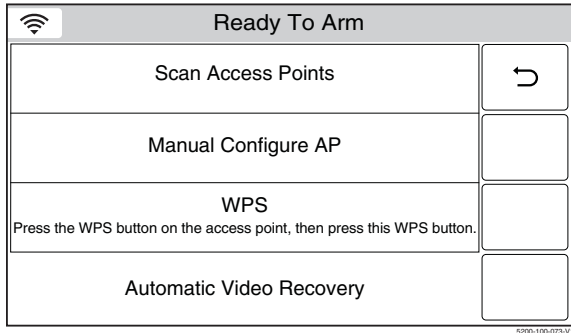 Ready To Arm
Scan Access Points
Manual Configure AP
WPS
Press the WPS button on the access point, then press this WPS button.
Automatic Video Recovery
5200-100-073-V